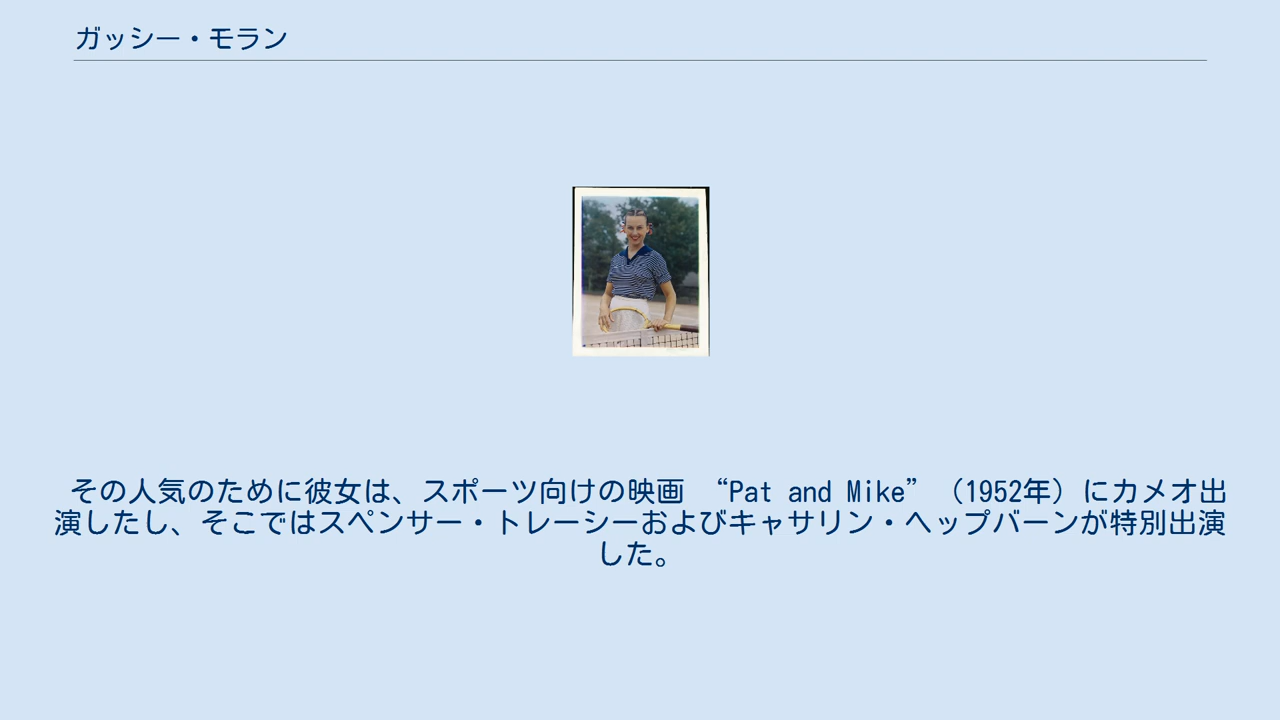 ガッシー・モラン
その人気のために彼女は、スポーツ向けの映画 “Pat and Mike” （1952年）にカメオ出
演したし、そこではスペンサー・トレーシーおよびキャサリン・ヘップバーンが特別出演
した。